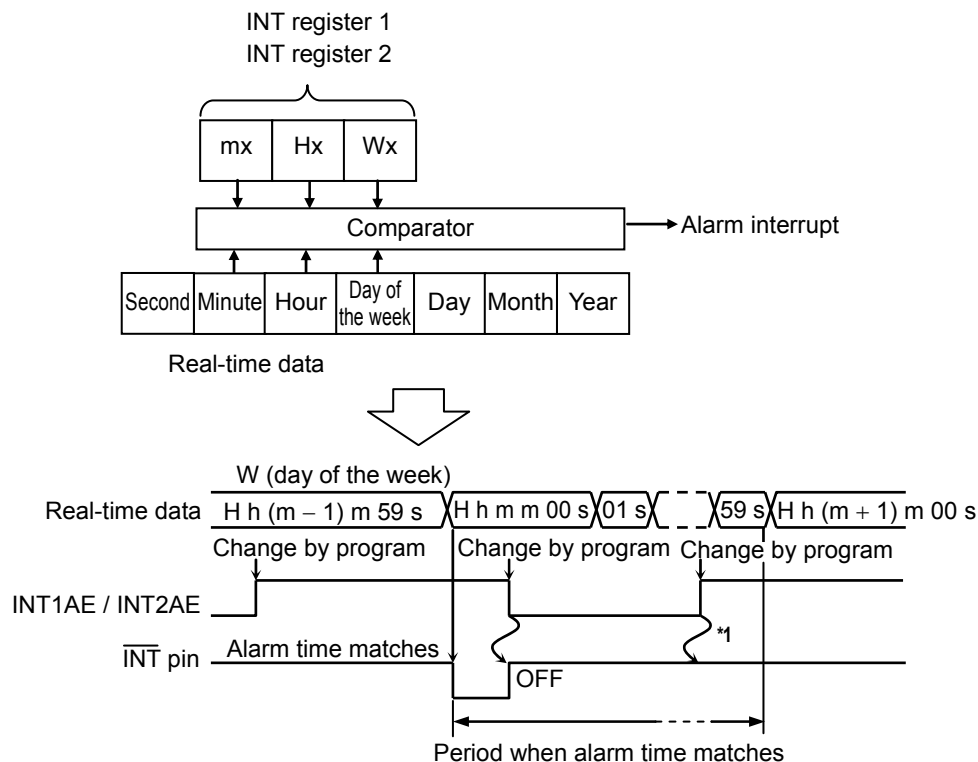 INT register 1
INT register 2
mx Hx Wx
Comparator
Alarm interrupt
Second Minute Hour Day of the week Day Month Year
Real-time data
W (day of the week)
Real-time data
H h (m − 1) m 59 s
H h m m 00 s
01 s
59 s
H h (m + 1) m 00 s
Change by program
Change by program
Change by program
INT1AE / INT2AE
*1
INT pin
Alarm time matches
OFF
Period when alarm time matches